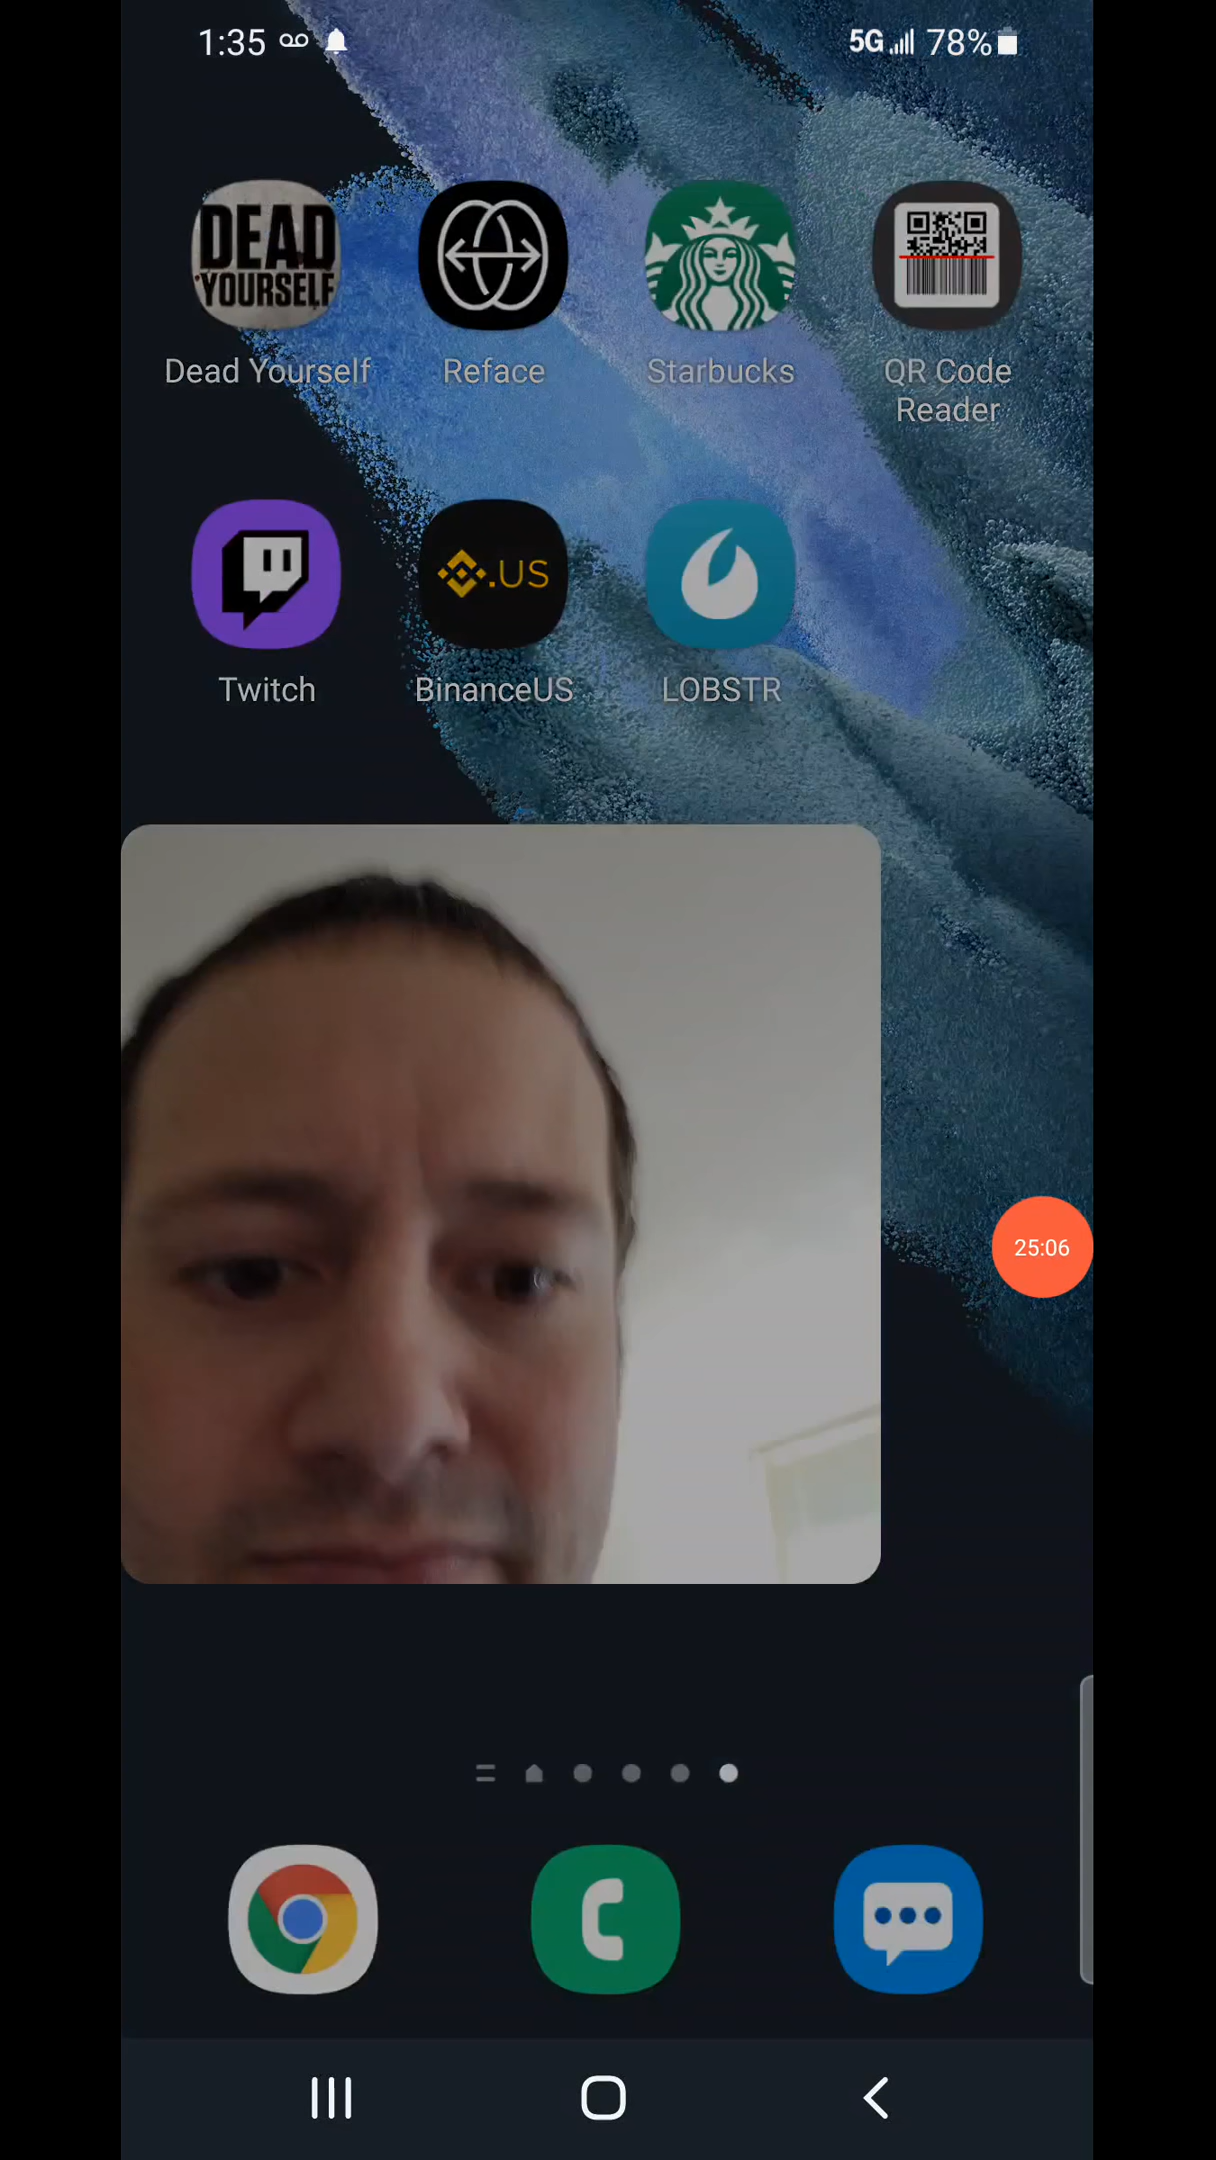 1:35 5G 78%
DEAD
YOURSELF
Dead Yourself Reface Starbucks QR Code
Reader
.US
Twitch BinanceUS LOBSTR
25:06